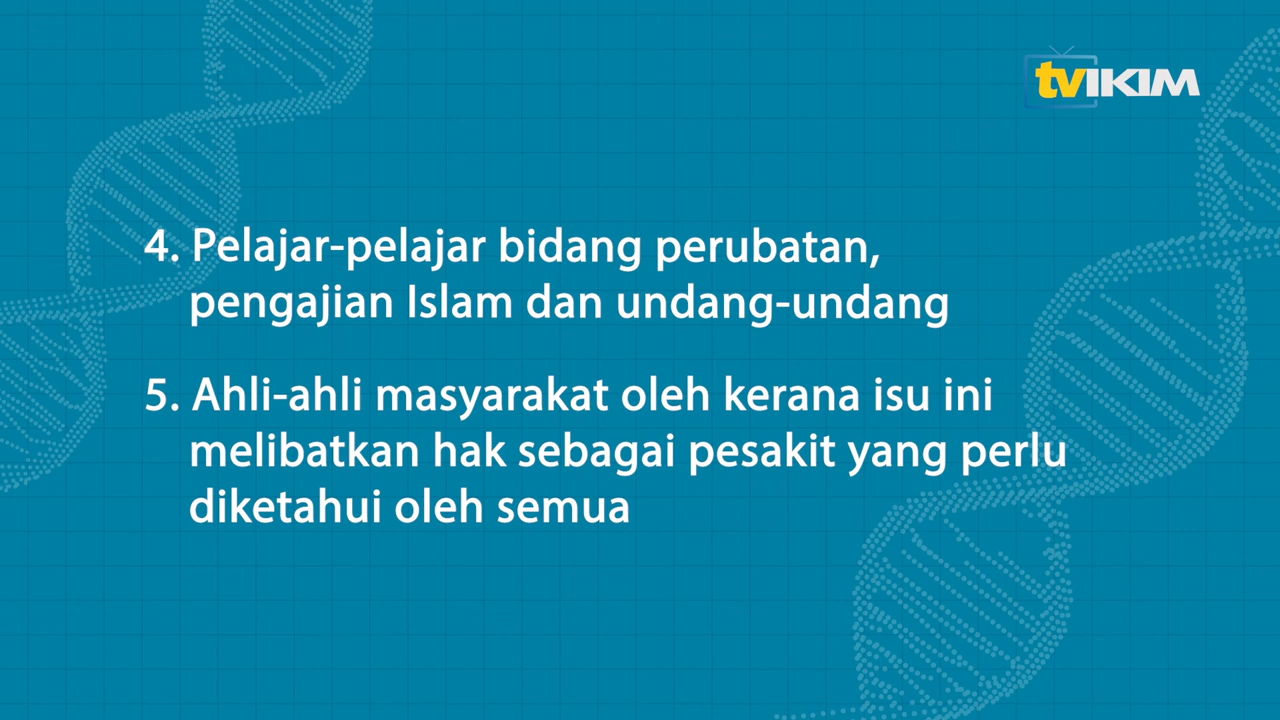 tvIKIM
4. Pelajar-pelajar bidang perubatan,
pengajian Islam dan undang-undang
5. Ahli-ahli masyarakat oleh kerana isu ini
melibatkan hak sebagai pesakit yang perlu
diketahui oleh semua